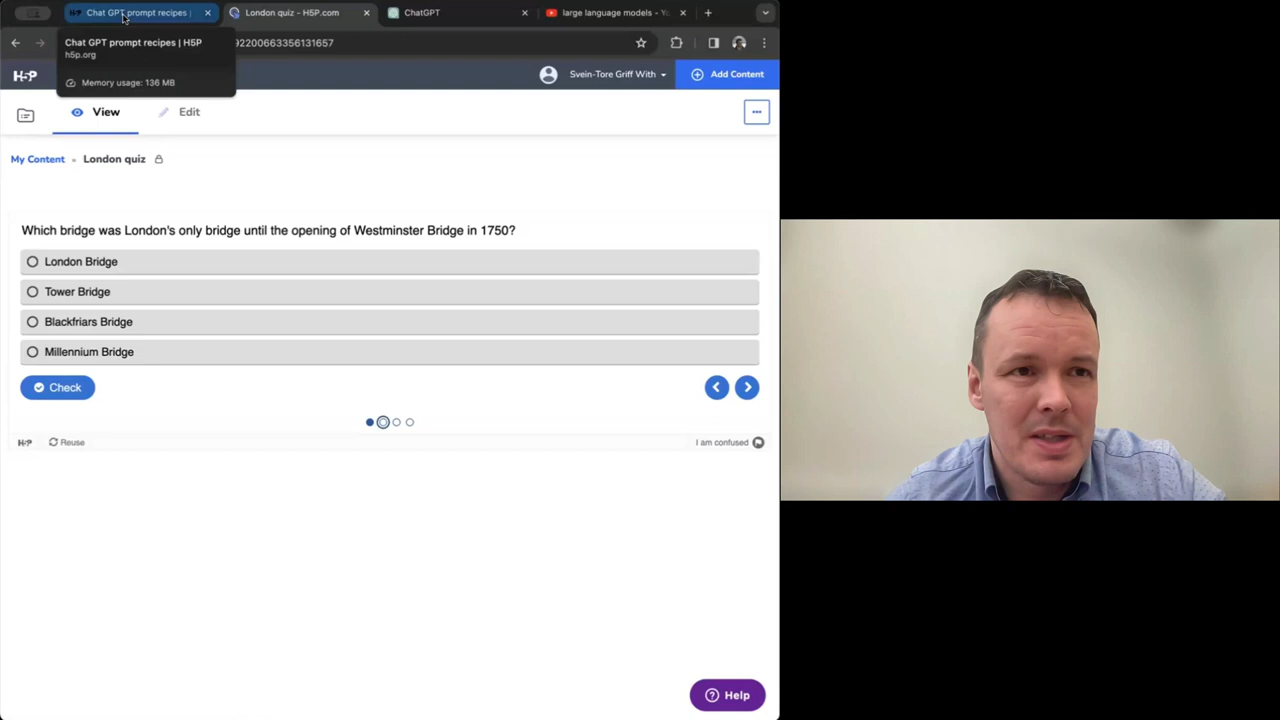 Chat GPT prompt recipes |
London quiz - H5P.com
ChatGPT
large language models - Yo
92200663356131657
Chat GPT prompt recipes | H5P
h5p.org
Memory usage: 136 MB
H5P
Svein-Tore Griff With
Add Content
View
Edit
My Content
London quiz
Which bridge was London's only bridge until the opening of Westminster Bridge in 1750?
London Bridge
Tower Bridge
Blackfriars Bridge
Millennium Bridge
Check
H5P
Reuse
I am confused
Help